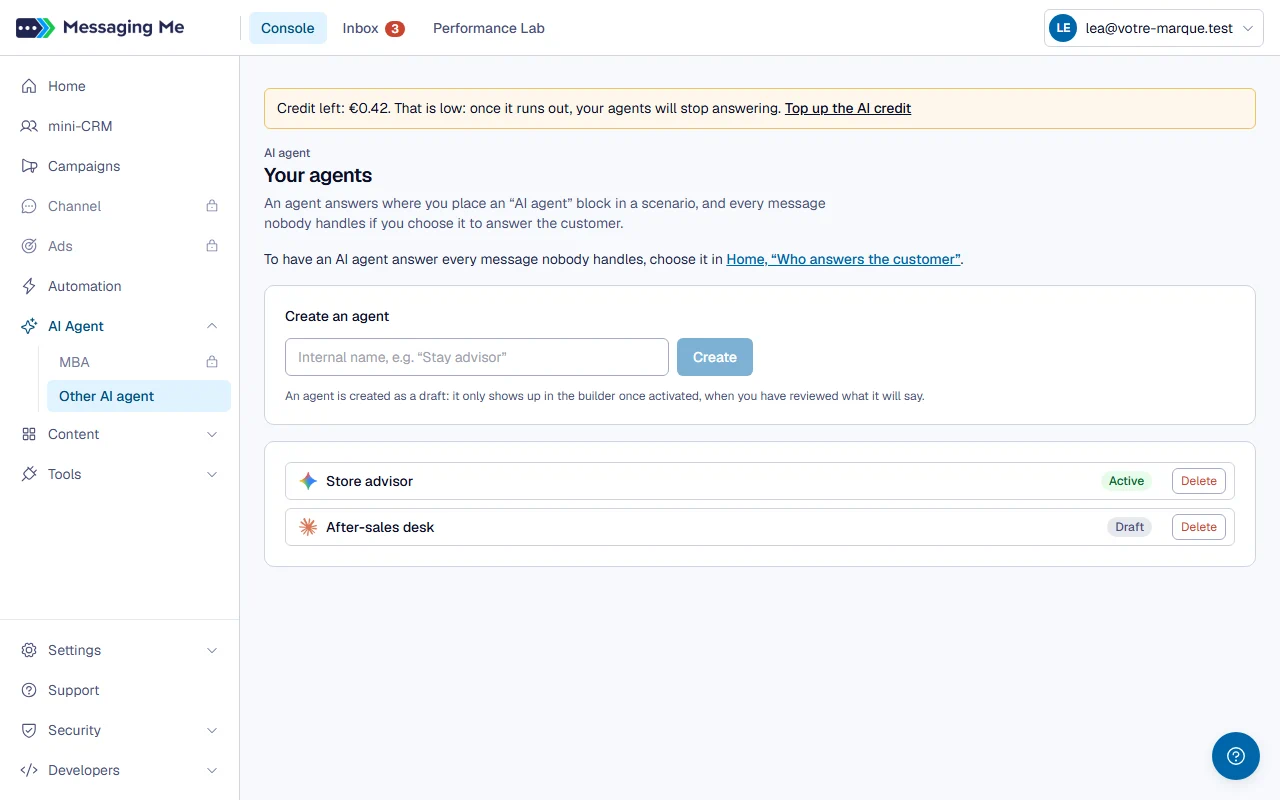 Messaging Me
Console
Inbox 3
Performance Lab
LE lea@votre-marque.test
Home
mini-CRM
Campaigns
Channel
Ads
Automation
AI Agent
MBA
Other AI agent
Content
Tools
Settings
Support
Security
Developers
Credit left: €0.42. That is low: once it runs out, your agents will stop answering. Top up the AI credit
AI agent
Your agents
An agent answers where you place an “AI agent” block in a scenario, and every message
nobody handles if you choose it to answer the customer.
To have an AI agent answer every message nobody handles, choose it in Home, “Who answers the customer”.
Create an agent
Internal name, e.g. “Stay advisor”
Create
An agent is created as a draft: it only shows up in the builder once activated, when you have reviewed what it will say.
Store advisor
Active
Delete
After-sales desk
Draft
Delete